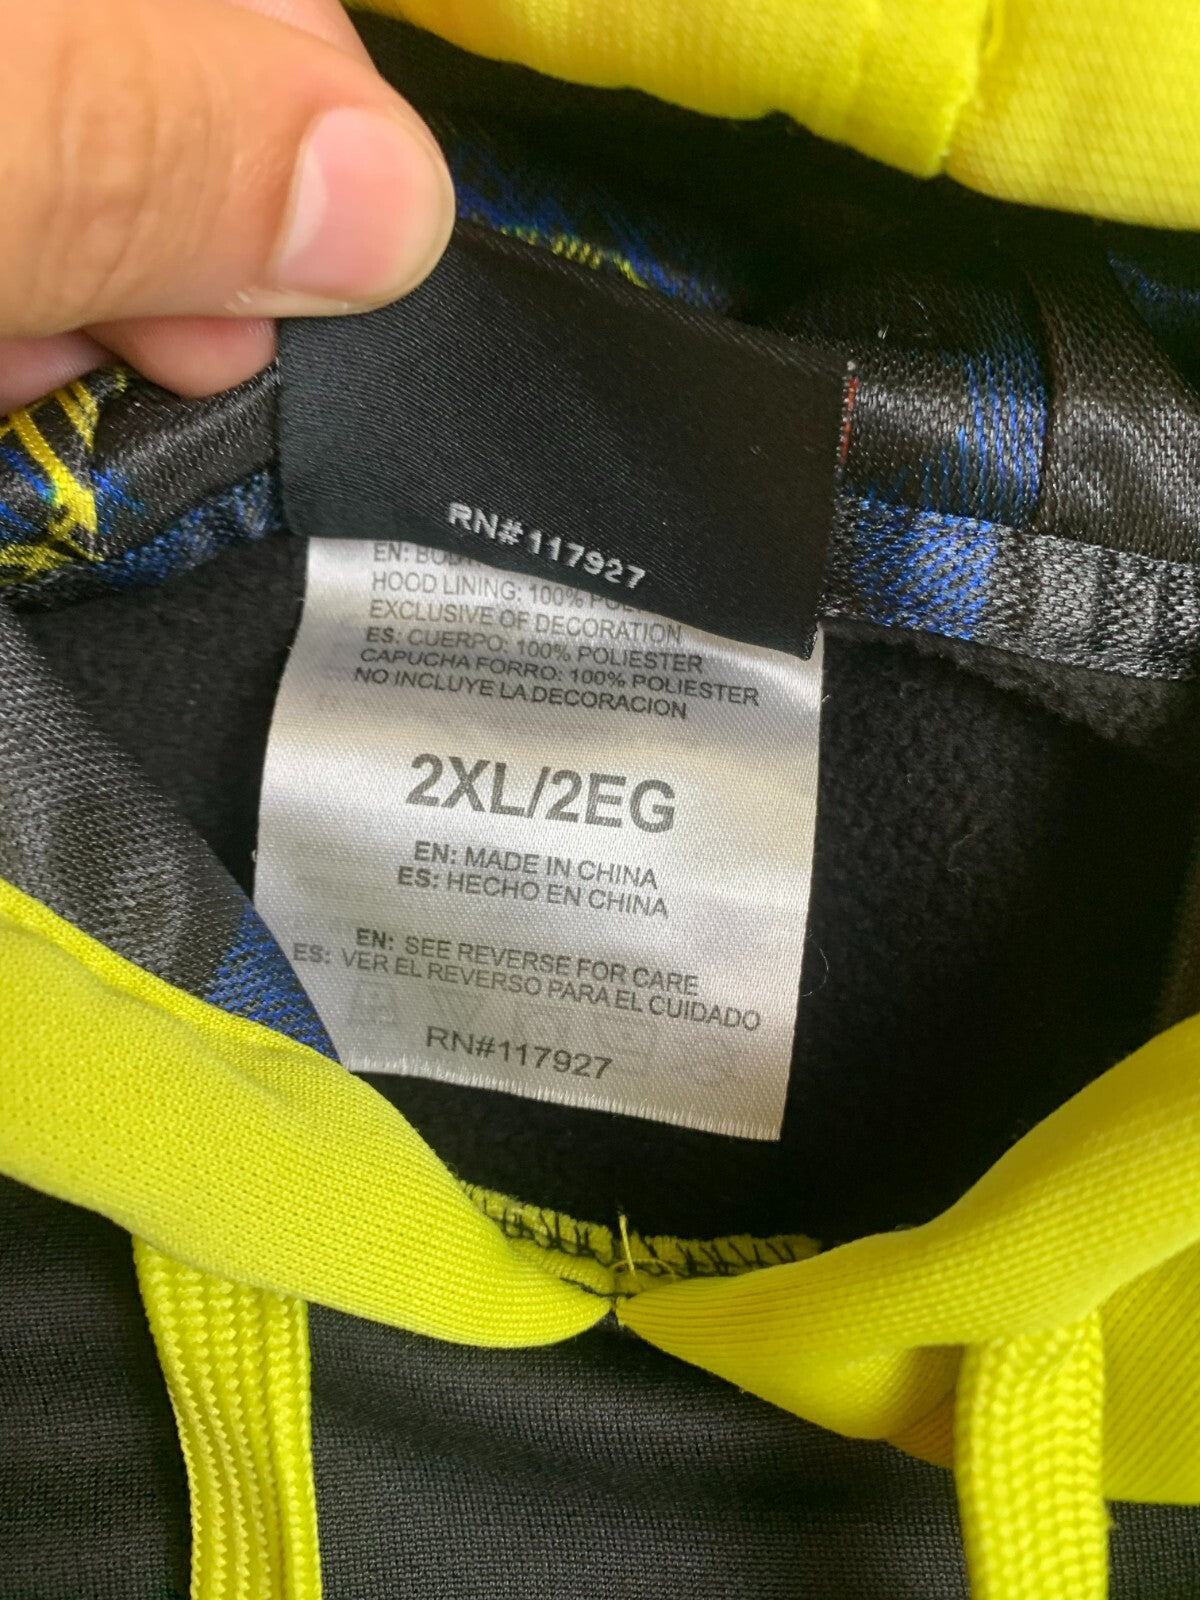 RN#117927
EN:
HOOD LINING: 100%
EXCLUSIVE OF DECORATION
ES: CUERPO: 100% POLIESTER
CAPUCHA FORRO: 100% POLIESTER
NO INCLUYE LA DECORACION
2XL/2EG
EN: MADE IN CHINA
ES: HECHO EN CHINA
EN: SEE REVERSE FOR CARE
ES: VER EL REVERSO PARA EL CUIDADO
RN#117927